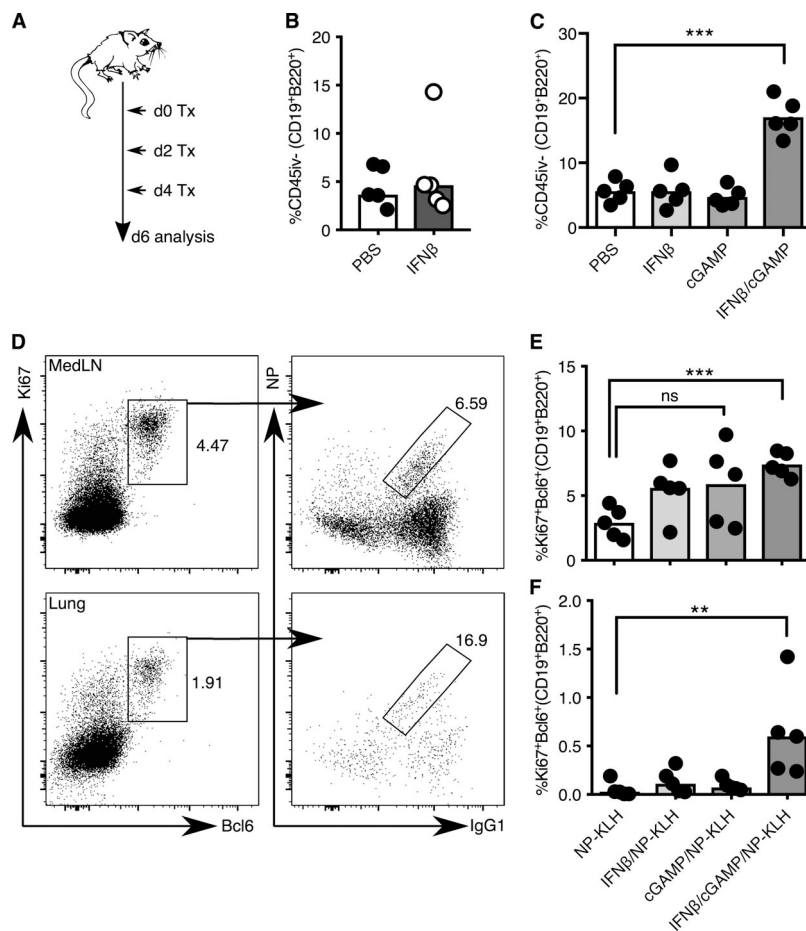 A
d0 Tx
d2 Tx
d4 Tx
d6 analysis
B
%CD45iv- (CD19⁺B220⁺)
20
15
10
5
0
PBS
IFNβ
C
%CD45iv- (CD19⁺B220⁺)
30
20
10
0
***
PBS
IFNβ
cGAMP
IFNβ/cGAMP
D
Ki67
MedLN
4.47
NP
6.59
Lung
1.91
16.9
Bcl6
IgG1
E
%Ki67⁺Bcl6⁺(CD19⁺B220⁺)
15
10
5
0
***
ns
F
%Ki67⁺Bcl6⁺(CD19⁺B220⁺)
2.0
1.5
1.0
0.5
0.0
**
NP-KLH
IFNβ/NP-KLH
cGAMP/NP-KLH
IFNβ/cGAMP/NP-KLH